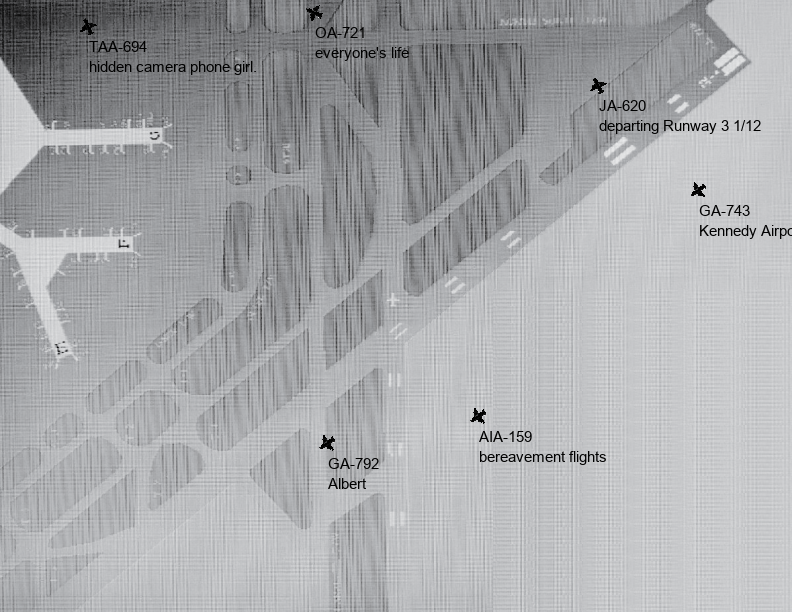 TAA-694
hidden camera phone girl.
OA-721
everyone's life
JA-620
departing Runway 3 1/12
GA-743
Kennedy Airpo
GA-792
Albert
AIA-159
bereavement flights